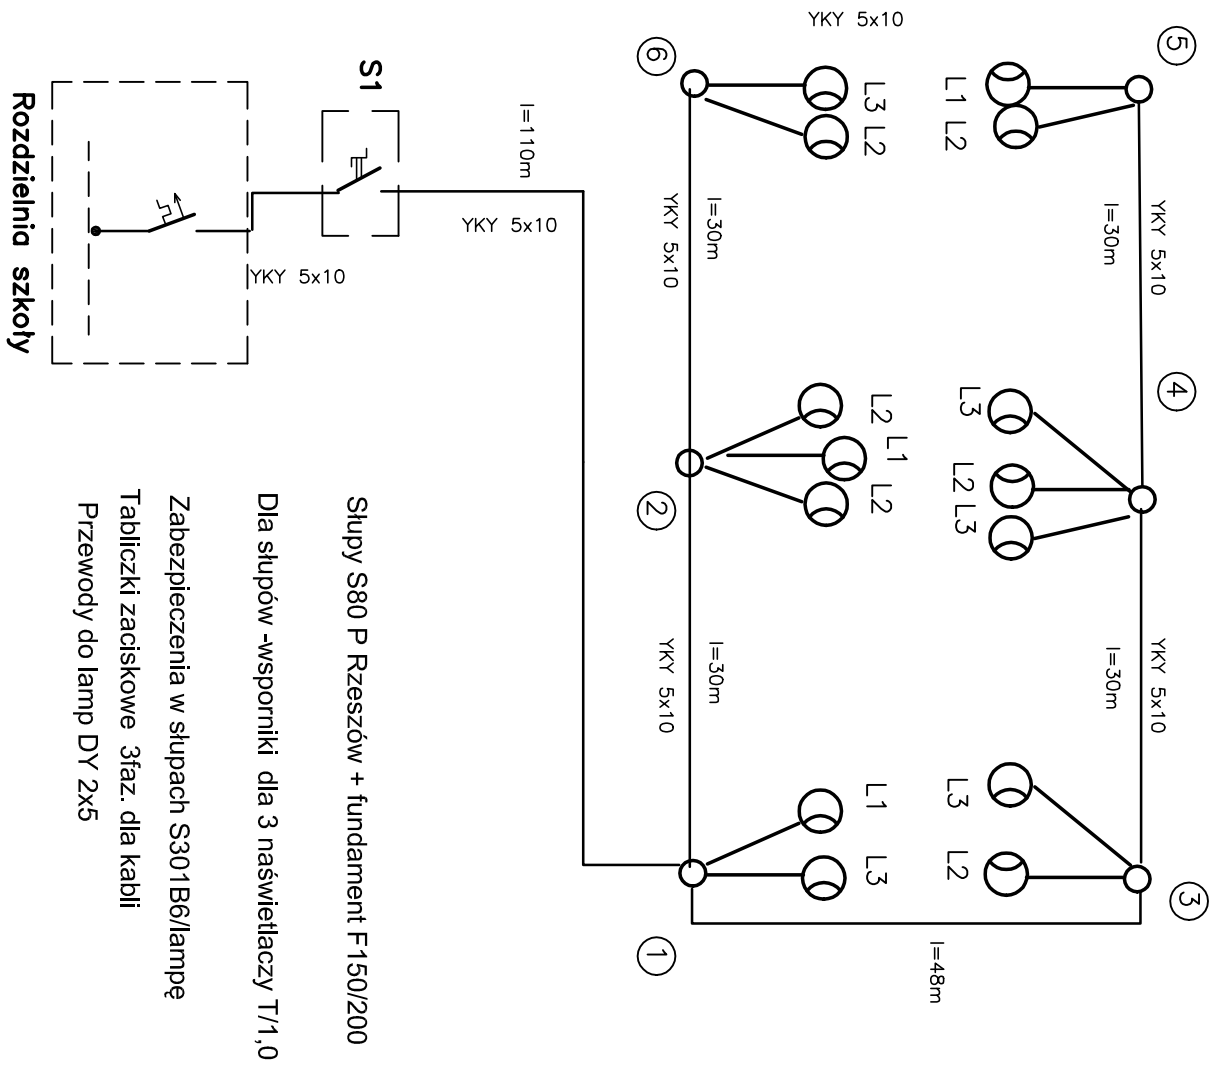 YKY 5x10
5
6
L3 L2
L1 L2
S1
l=110m
YKY 5x10
YKY 5x10
Rozdzielnia szkoły
l=30m
YKY 5x10
YKY 5x10
l=30m
4
L3
L2 L3
L2
L1
L2
2
YKY 5x10
l=30m
YKY 5x10
l=30m
L1
L3
L3
L2
3
1
l=48m
Słupy S80 P Rzeszów + fundament F150/200
Dla słupów -wsporniki dla 3 naświetlaczy T/1,0
Zabezpieczenia w słupach S301B6/lampę
Tabliczki zaciskowe 3faz. dla kabli
Przewody do lamp DY 2x5